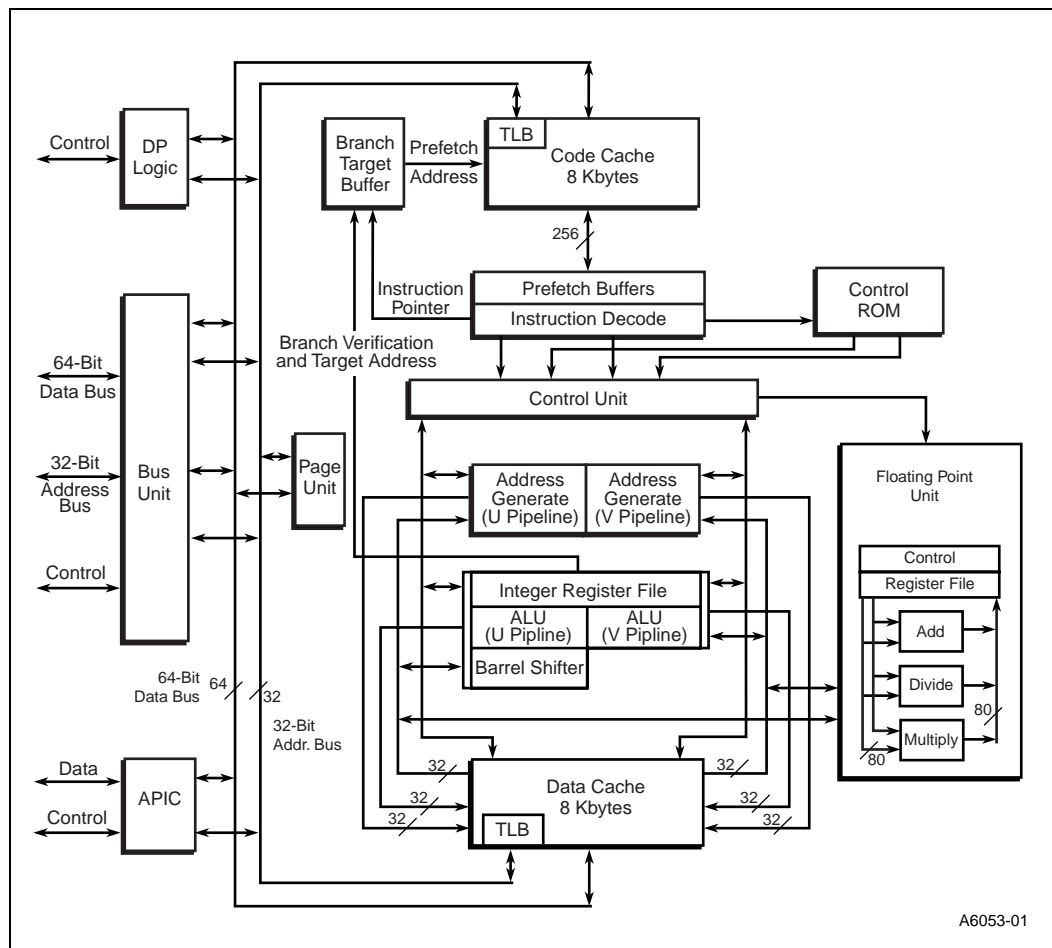 Control
DP
Logic
Branch
Target
Buffer
Prefetch
Address
TLB
Code Cache
8 Kbytes
256
Instruction
Pointer
Prefetch Buffers
Instruction Decode
Control
ROM
Branch Verification
and Target Address
64-Bit
Data Bus
32-Bit
Address
Bus
Control
Bus
Unit
Page
Unit
Control Unit
Address
Generate
(U Pipeline)
Address
Generate
(V Pipeline)
Integer Register File
ALU
(U Pipline)
ALU
(V Pipline)
Barrel Shifter
Floating Point
Unit
Control
Register File
Add
Divide
Multiply
80
80
64-Bit
Data Bus
64
32
32-Bit
Addr. Bus
Data
Control
APIC
32
32
32
Data Cache
8 Kbytes
TLB
32
32
32
A6053-01